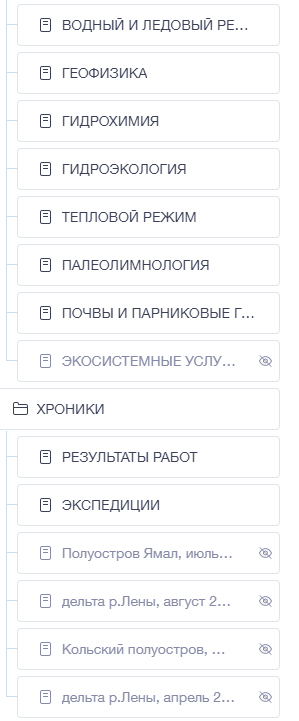 ВОДНЫЙ И ЛЕДОВЫЙ РЕ...
ГЕОФИЗИКА
ГИДРОХИМИЯ
ГИДРОЭКОЛОГИЯ
ТЕПЛОВОЙ РЕЖИМ
ПАЛЕОЛИМНОЛОГИЯ
ПОЧВЫ И ПАРНИКОВЫЕ Г...
ЭКОСИСТЕМНЫЕ УСЛУ...
ХРОНИКИ
РЕЗУЛЬТАТЫ РАБОТ
ЭКСПЕДИЦИИ
Полуостров Ямал, июль...
дельта р.Лены, август 2...
Кольский полуостров, ...
дельта р.Лены, апрель 2...